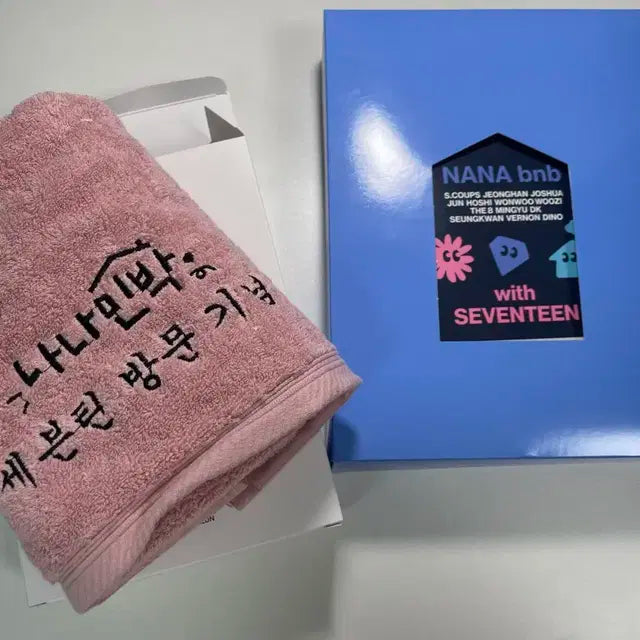 나나민박
세븐틴 방문 기념
NANA bnb
S.COUPS JEONGHAN JOSHUA
JUN HOSHI WONWOO WOOZI
THE 8 MINGYU DK
SEUNGKWAN VERNON DINO
with
SEVENTEEN